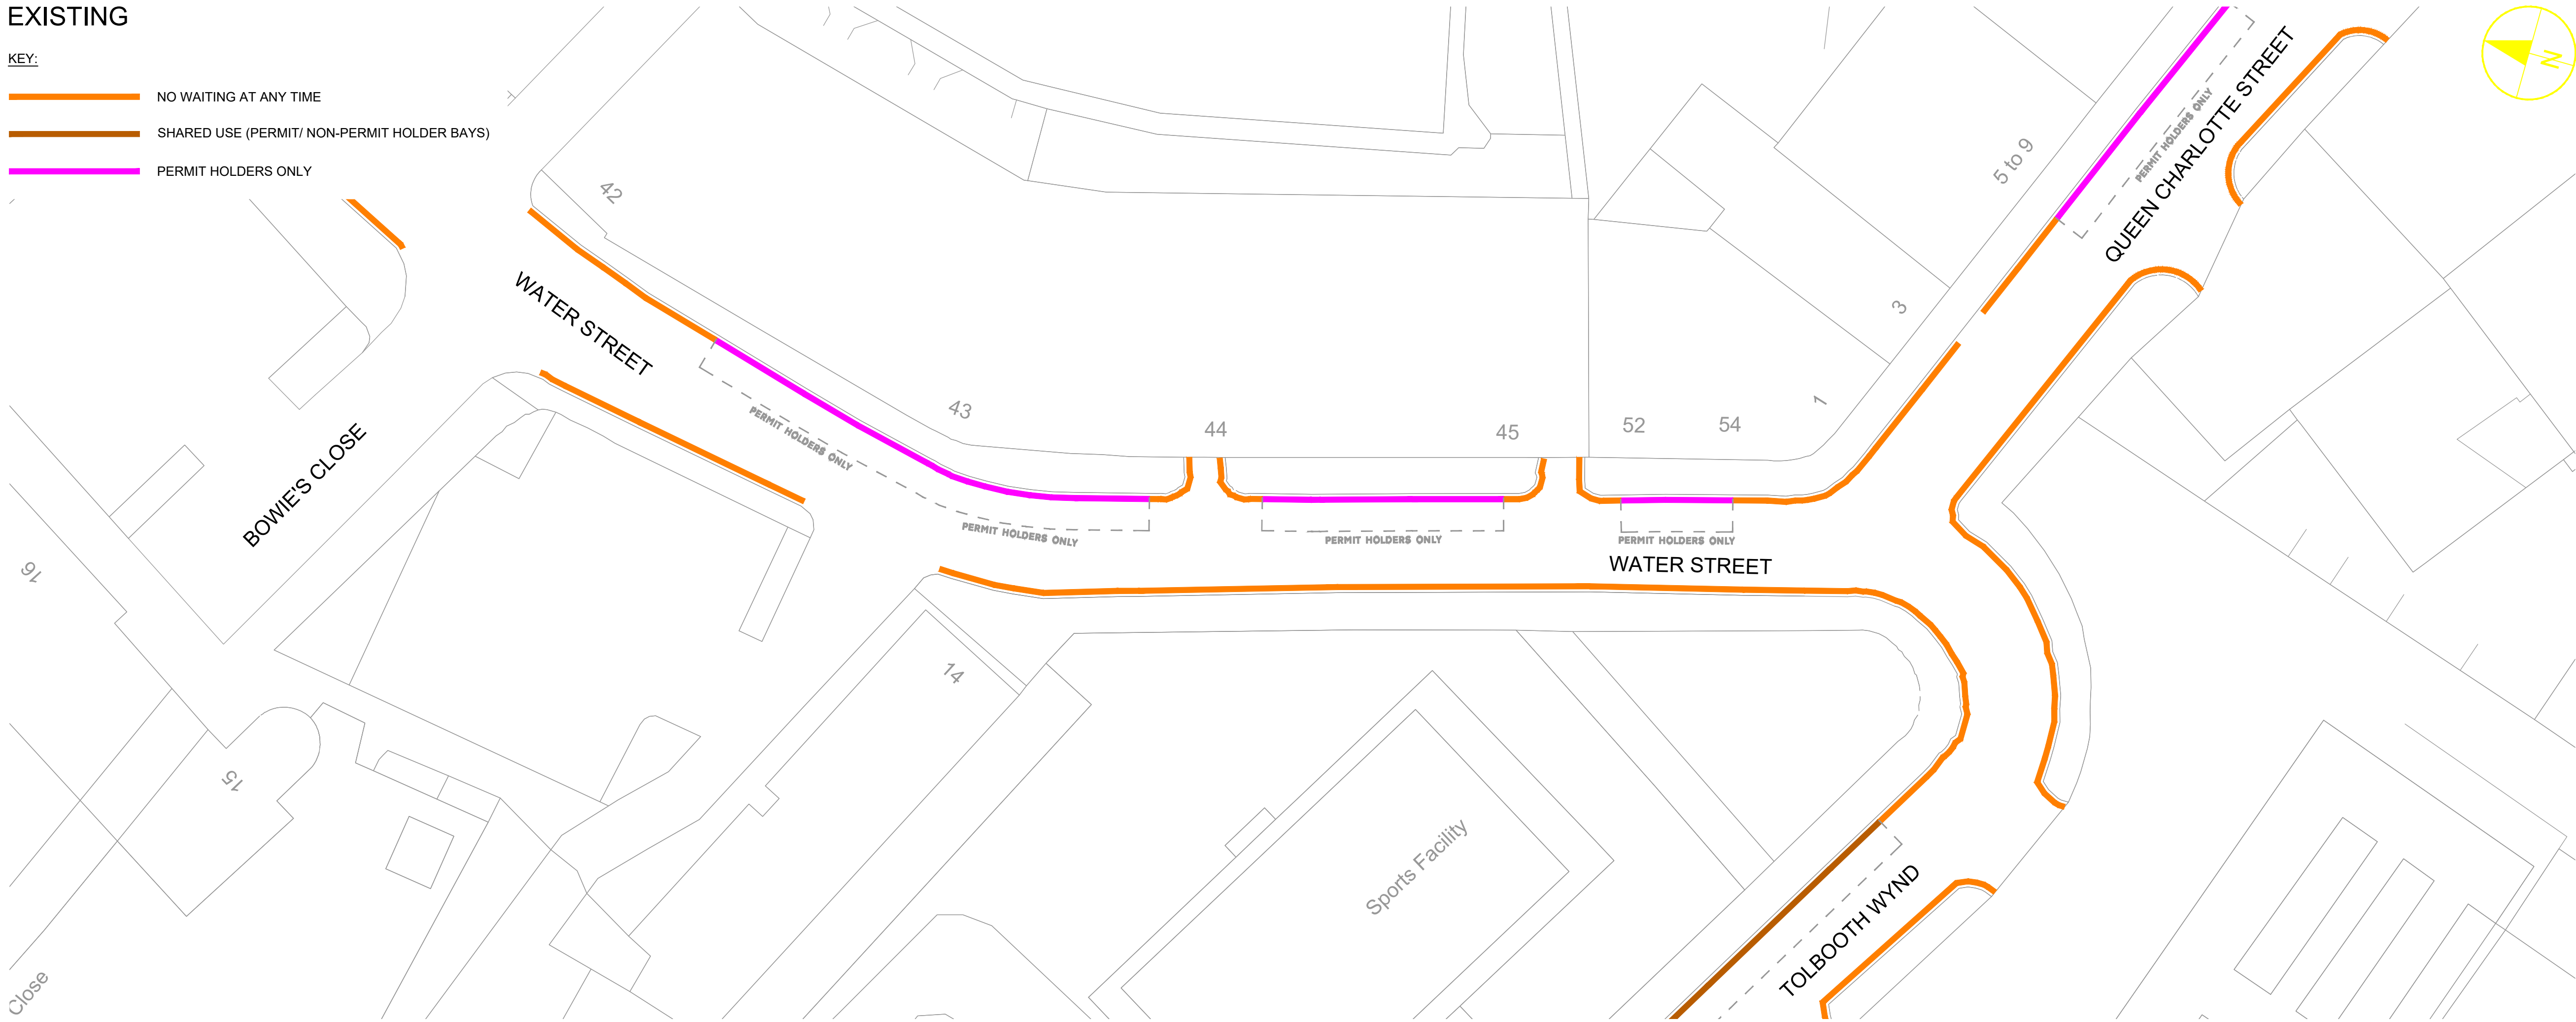 EXISTING
KEY:
NO WAITING AT ANY TIME
SHARED USE (PERMIT/ NON-PERMIT HOLDER BAYS)
PERMIT HOLDERS ONLY
N
QUEEN CHARLOTTE STREET
PERMIT HOLDERS ONLY
5 to 9
42
3
WATER STREET
1
43
PERMIT HOLDERS ONLY
44
45
52
54
BOWIE'S CLOSE
PERMIT HOLDERS ONLY
PERMIT HOLDERS ONLY
PERMIT HOLDERS ONLY
WATER STREET
16
14
15
Sports Facility
TOLBOOTH WYND
Close